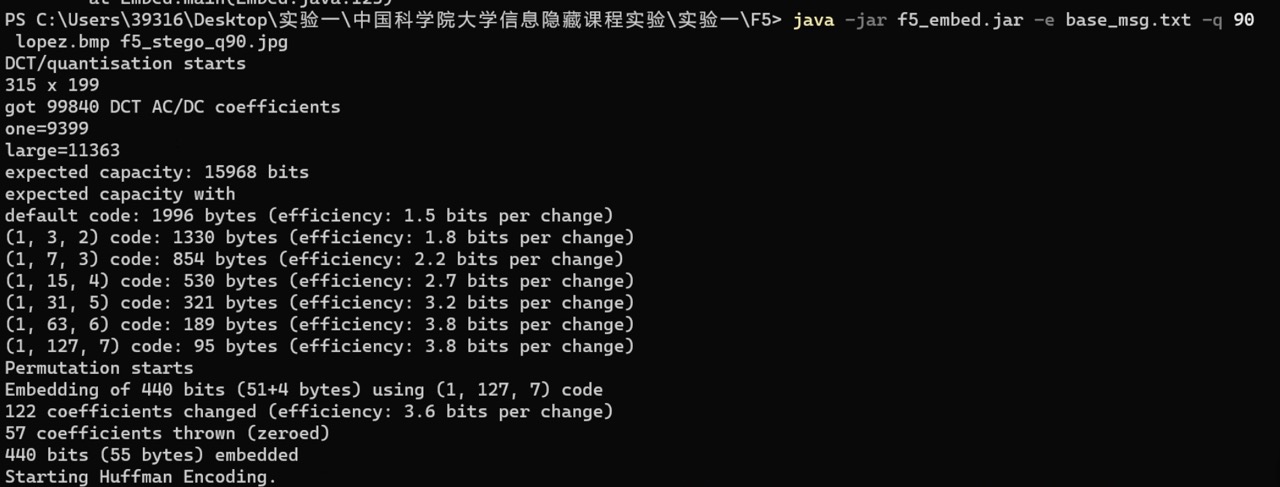 at Embed.main(Embed.java:123)
PS C:\Users\39316\Desktop\实验一\中国科学院大学信息隐藏课程实验\实验一\F5> java -jar f5_embed.jar -e base_msg.txt -q 90
lopez.bmp f5_stego_q90.jpg
DCT/quantisation starts
315 x 199
got 99840 DCT AC/DC coefficients
one=9399
large=11363
expected capacity: 15968 bits
expected capacity with
default code: 1996 bytes (efficiency: 1.5 bits per change)
(1, 3, 2) code: 1330 bytes (efficiency: 1.8 bits per change)
(1, 7, 3) code: 854 bytes (efficiency: 2.2 bits per change)
(1, 15, 4) code: 530 bytes (efficiency: 2.7 bits per change)
(1, 31, 5) code: 321 bytes (efficiency: 3.2 bits per change)
(1, 63, 6) code: 189 bytes (efficiency: 3.8 bits per change)
(1, 127, 7) code: 95 bytes (efficiency: 3.8 bits per change)
Permutation starts
Embedding of 440 bits (51+4 bytes) using (1, 127, 7) code
122 coefficients changed (efficiency: 3.6 bits per change)
57 coefficients thrown (zeroed)
440 bits (55 bytes) embedded
Starting Huffman Encoding.